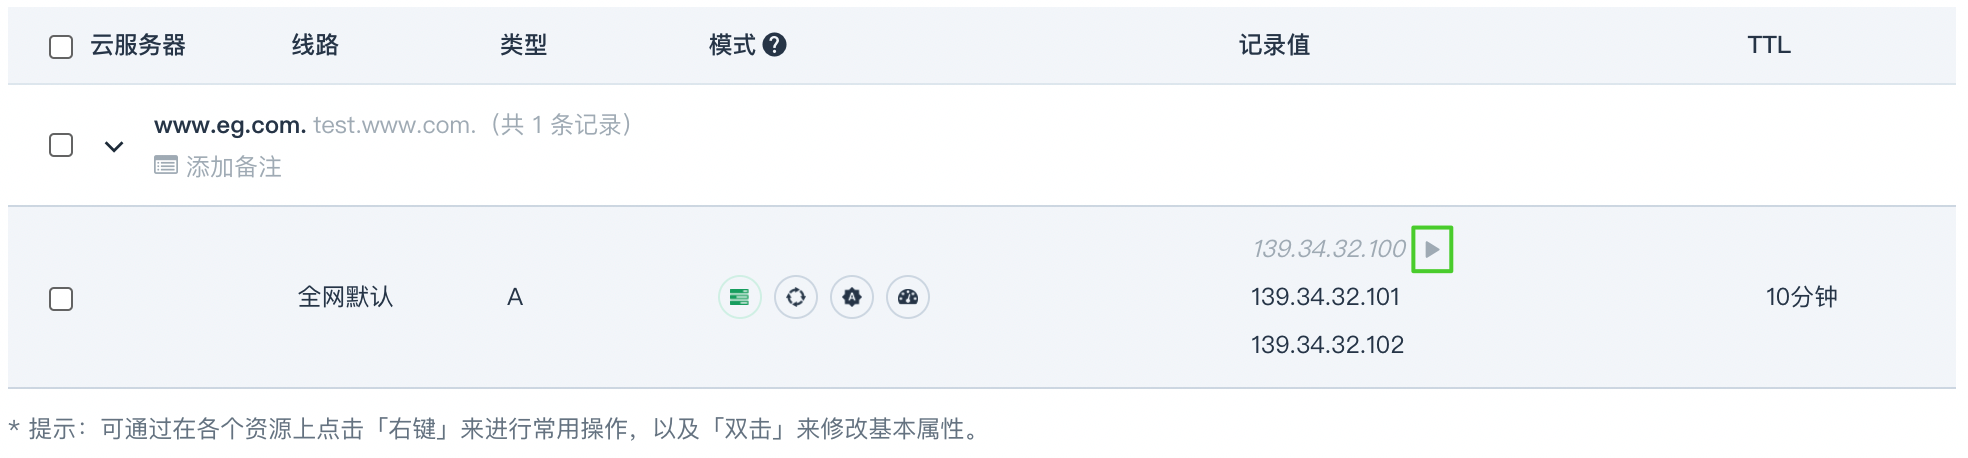 云服务器 线路 类型 模式 ? 记录值 TTL
www.eg.com. test.www.com.（共 1 条记录）
添加备注
139.34.32.100
全网默认 A A 139.34.32.101 10分钟
139.34.32.102
* 提示：可通过在各个资源上点击「右键」来进行常用操作，以及「双击」来修改基本属性。